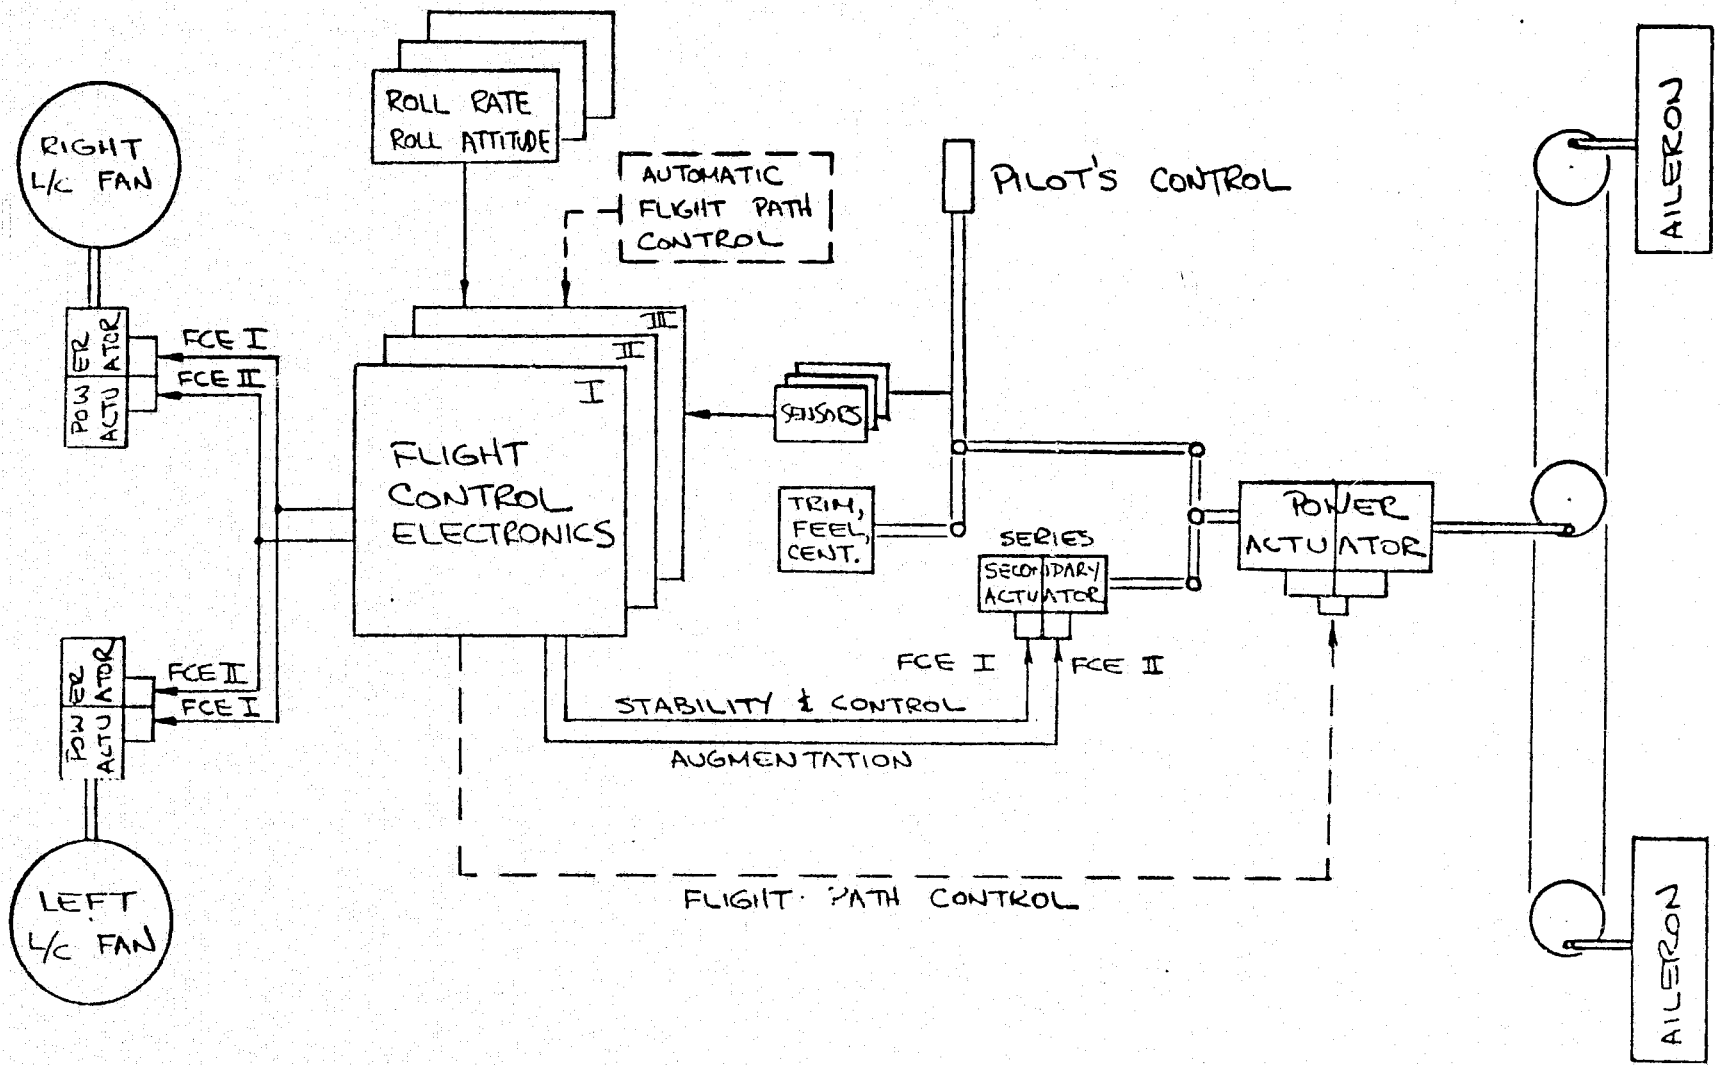 ROLL RATE
ROLL ATTITUDE
RIGHT
L/C FAN
AUTOMATIC
FLIGHT PATH
CONTROL
PILOT'S CONTROL
AILERON
POWER
ACTUATOR
FCE I
FCE II
III
II
I
FLIGHT
CONTROL
ELECTRONICS
SENSORS
TRIM,
FEEL,
CENT.
SERIES
SECONDARY
ACTUATOR
POWER
ACTUATOR
FCE I
FCE II
POWER
ACTUATOR
FCE II
FCE I
STABILITY & CONTROL
AUGMENTATION
FLIGHT PATH CONTROL
LEFT
L/C FAN
AILERON